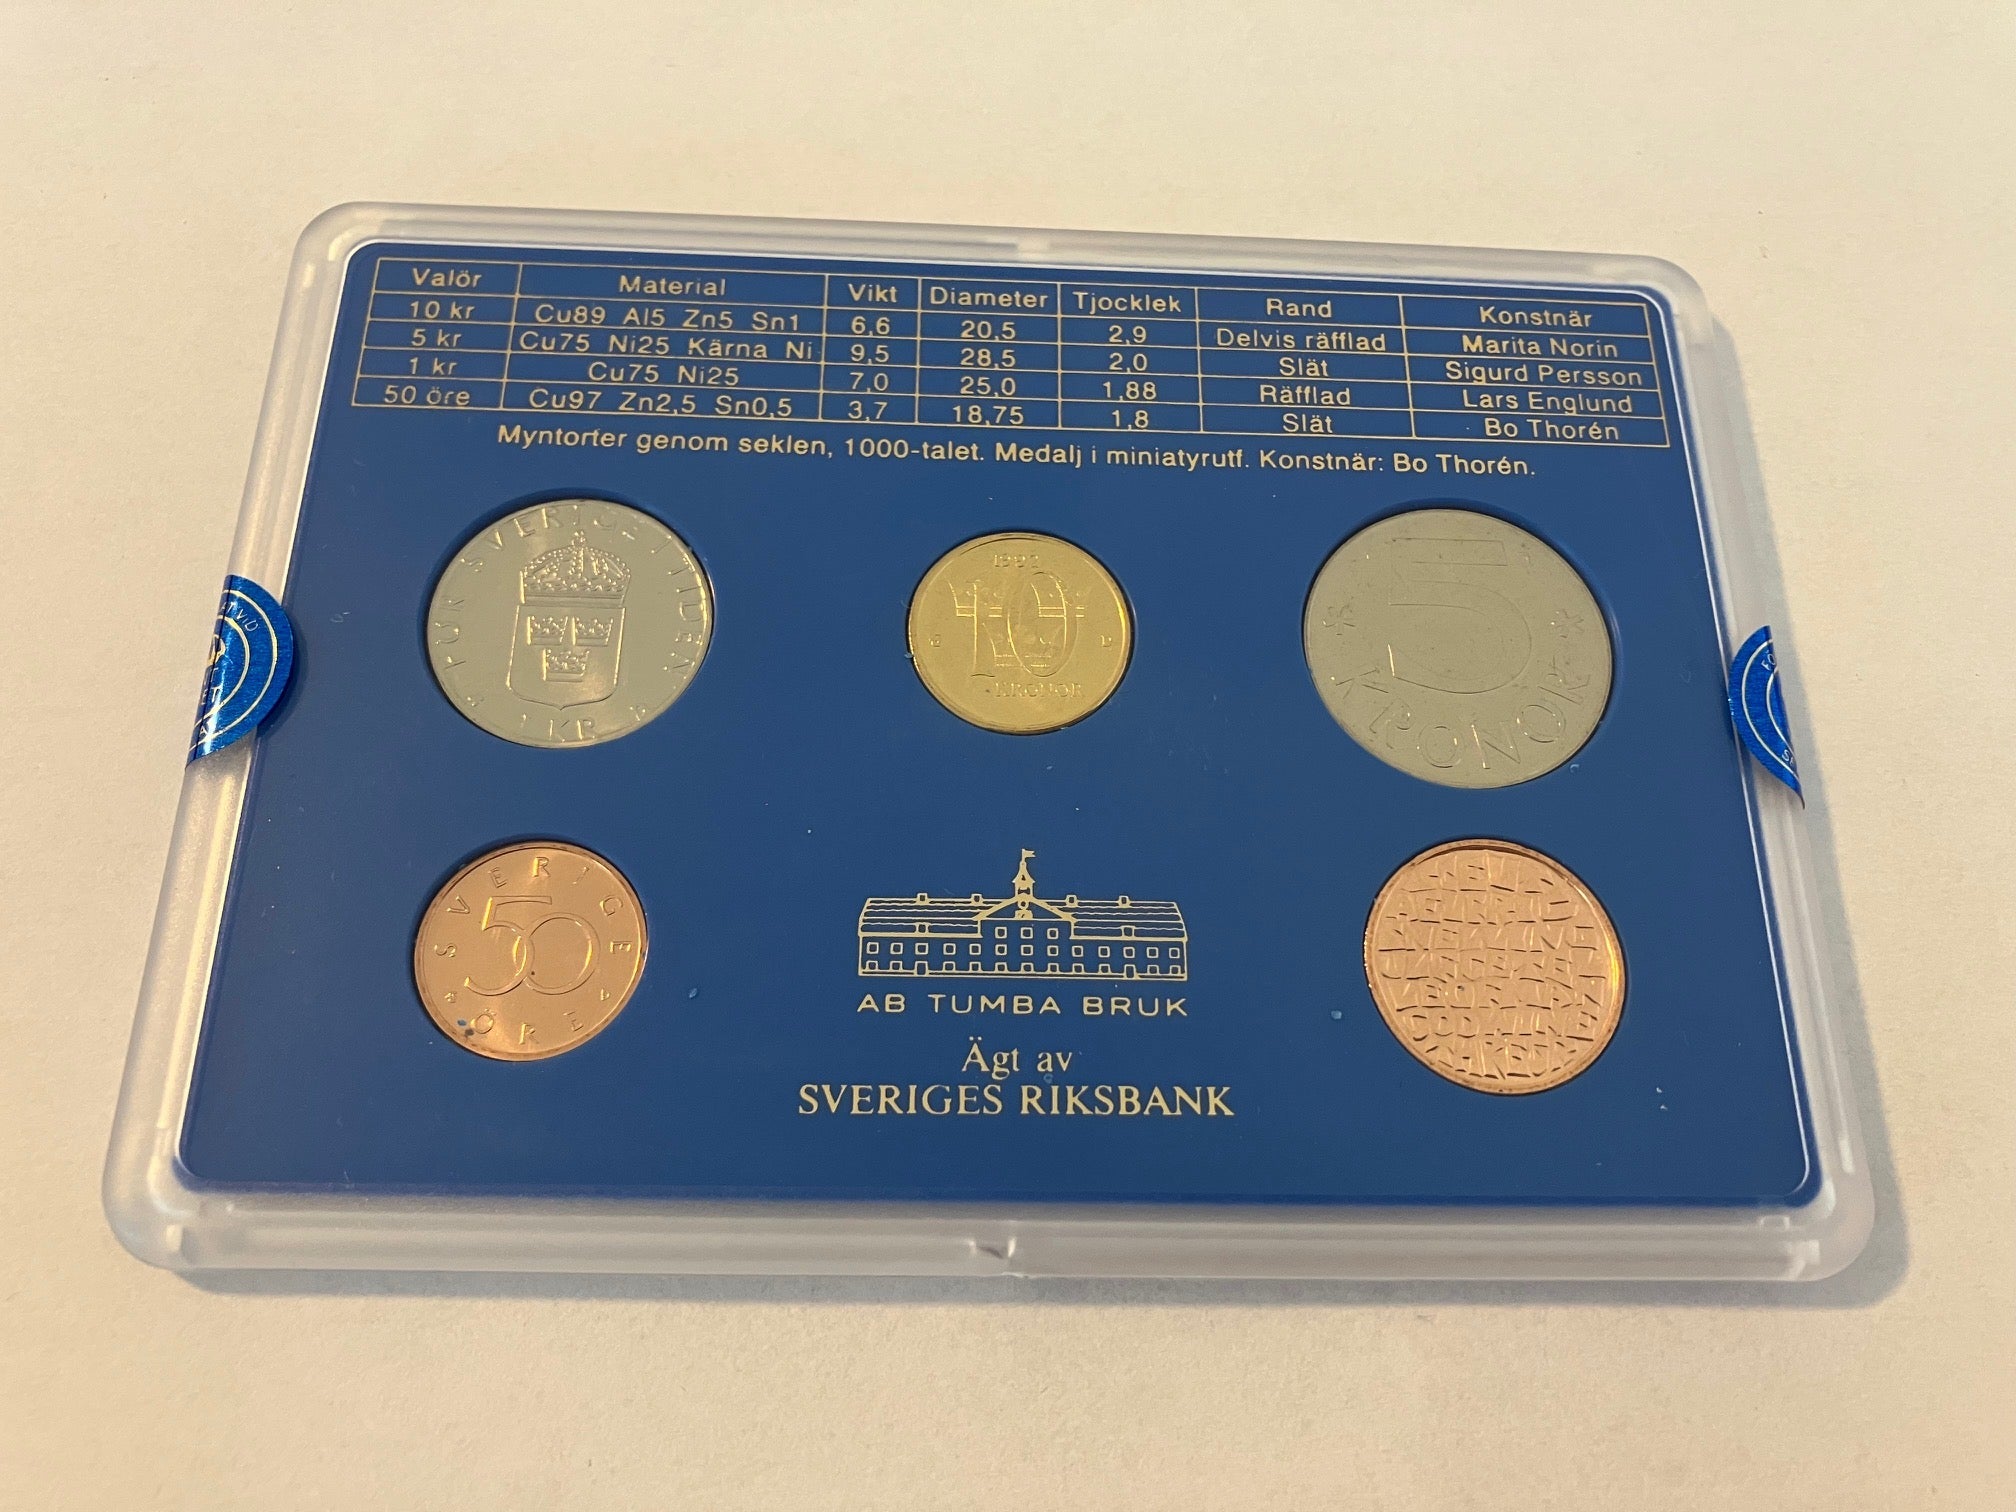 Valör Material Vikt Diameter Tjocklek Rand Konstnär
10 kr Cu89 Al5 Zn5 Sn1 6,6 20,5 2,9 Delvis räfflad Marita Norin
5 kr Cu75 Ni25 Kärna Ni 9,5 28,5 2,0 Slät Sigurd Persson
1 kr Cu75 Ni25 7,0 25,0 1,88 Räfflad Lars Englund
50 öre Cu97 Zn2,5 Sn0,5 3,7 18,75 1,8 Slät Bo Thorén
Myntorter genom seklen, 1000-talet. Medalj i miniatyrutf. Konstnär: Bo Thorén.
FÖR SVERIGE I TIDEN
1 KR
10
KRONOR
5
KRONOR
SVERIGE
50
ÖRE
AB TUMBA BRUK
Ägt av
SVERIGES RIKSBANK